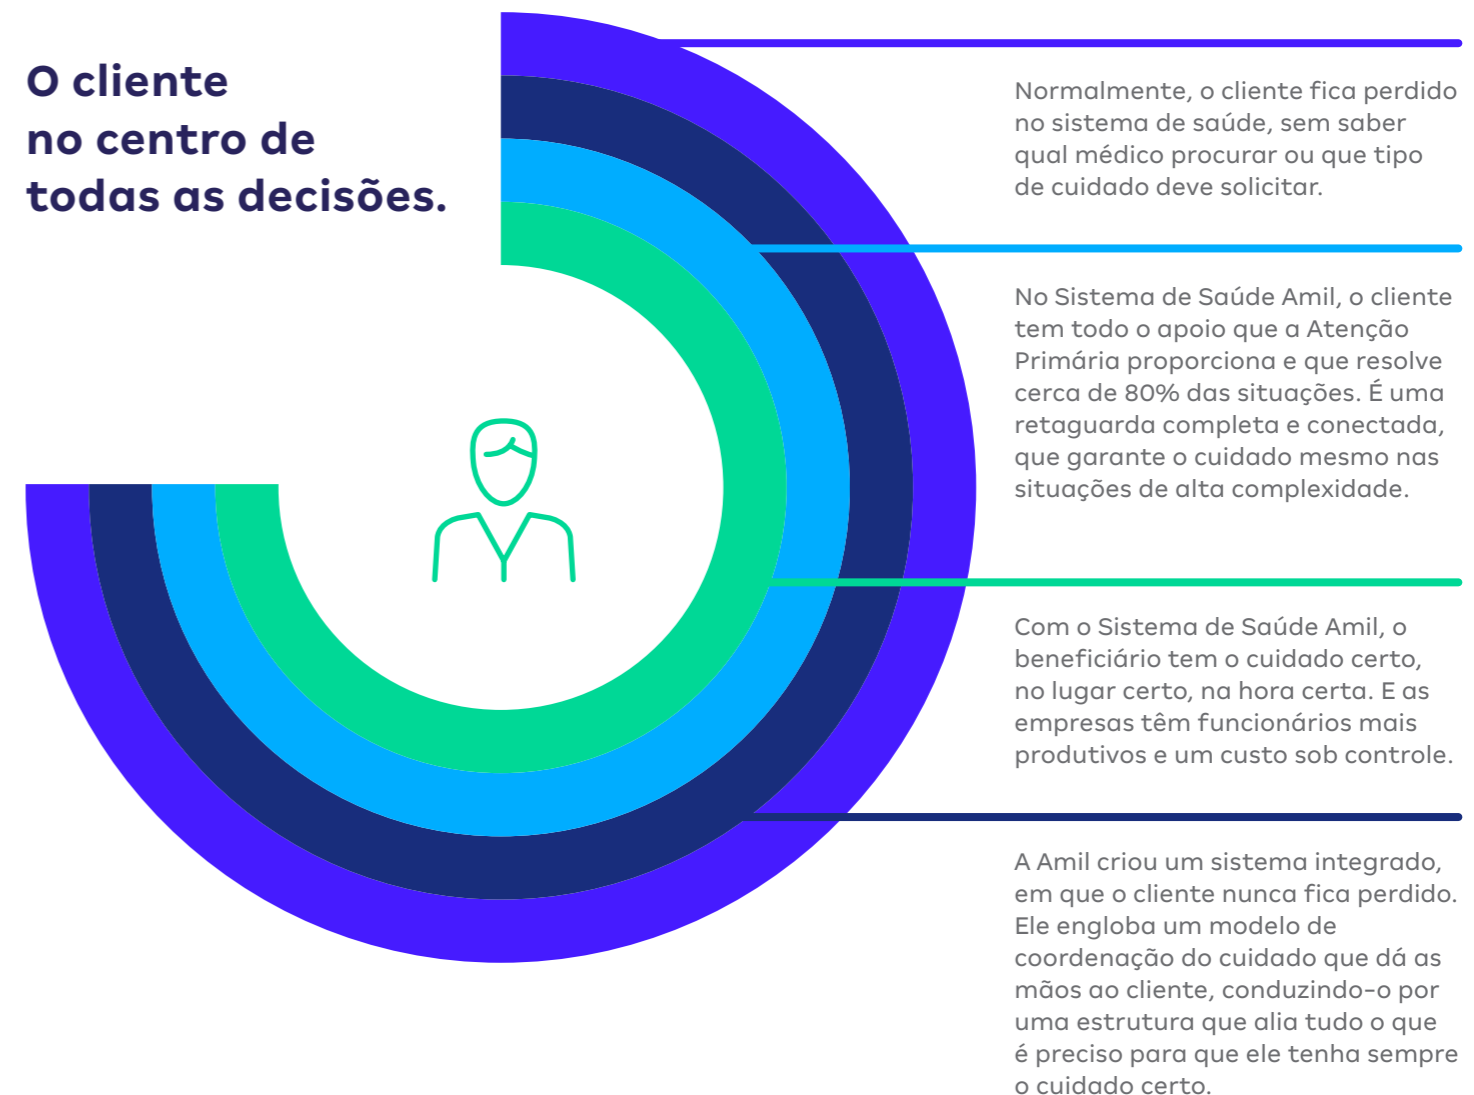 O cliente
no centro de
todas as decisões.
Normalmente, o cliente fica perdido
no sistema de saúde, sem saber
qual médico procurar ou que tipo
de cuidado deve solicitar.
No Sistema de Saúde Amil, o cliente
tem todo o apoio que a Atenção
Primária proporciona e que resolve
cerca de 80% das situações. É uma
retaguarda completa e conectada,
que garante o cuidado mesmo nas
situações de alta complexidade.
Com o Sistema de Saúde Amil, o
beneficiário tem o cuidado certo,
no lugar certo, na hora certa. E as
empresas têm funcionários mais
produtivos e um custo sob controle.
A Amil criou um sistema integrado,
em que o cliente nunca fica perdido.
Ele engloba um modelo de
coordenação do cuidado que dá as
mãos ao cliente, conduzindo-o por
uma estrutura que alia tudo o que
é preciso para que ele tenha sempre
o cuidado certo.